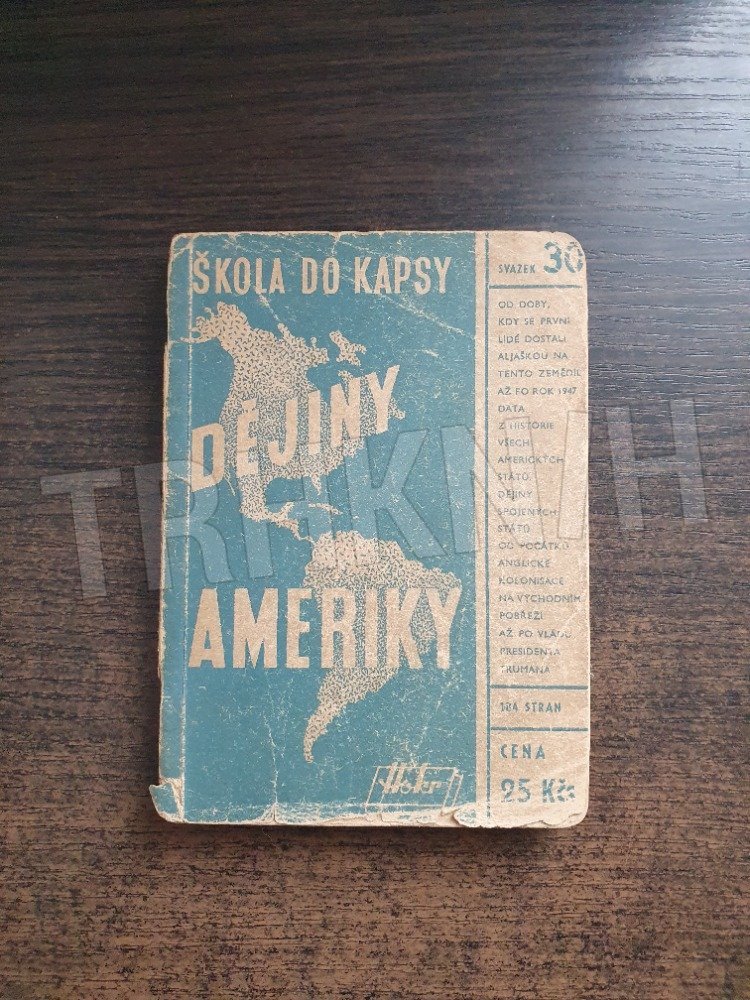 ŠKOLA DO KAPSY
DĚJINY
AMERIKY
SVAZEK 30
OD DOBY,
KDY SE PRVNÍ
LIDÉ DOSTALI
ALJAŠKOU NA
TENTO ZEMĚDÍL
AŽ PO ROK 1947
DATA
Z HISTORIE
VŠECH
AMERICKÝCH
STÁTŮ
DĚJINY
SPOJENÝCH
STÁTŮ
OD POČÁTKŮ
ANGLICKÉ
KOLONISACE
NA VÝCHODNÍM
POBŘEŽÍ
AŽ PO VLÁDU
PRESIDENTA
TRUMANA
184 STRAN
CENA
25 Kčs
TRHKNIH